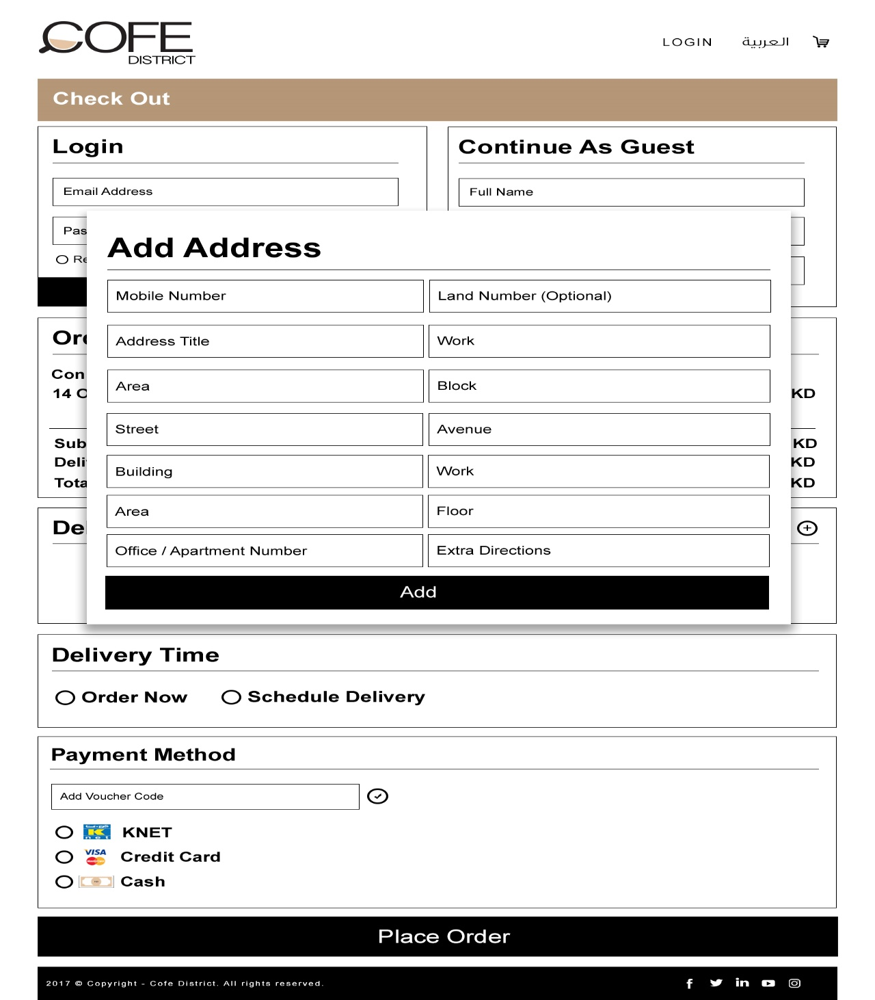 COFE
DISTRICT
LOGIN العربية
Check Out
Login
Continue As Guest
Email Address
Full Name
Pas
Re
Add Address
Mobile Number
Land Number (Optional)
Address Title
Work
Area
Block
Street
Avenue
Building
Work
Area
Floor
Office / Apartment Number
Extra Directions
Add
Ord
Con
14 O
KD
Sub
KD
Deli
KD
Tota
KD
Del
Delivery Time
Order Now
Schedule Delivery
Payment Method
Add Voucher Code
K
net
KNET
VISA
Credit Card
Cash
Place Order
2017 © Copyright - Cofe District. All rights reserved.